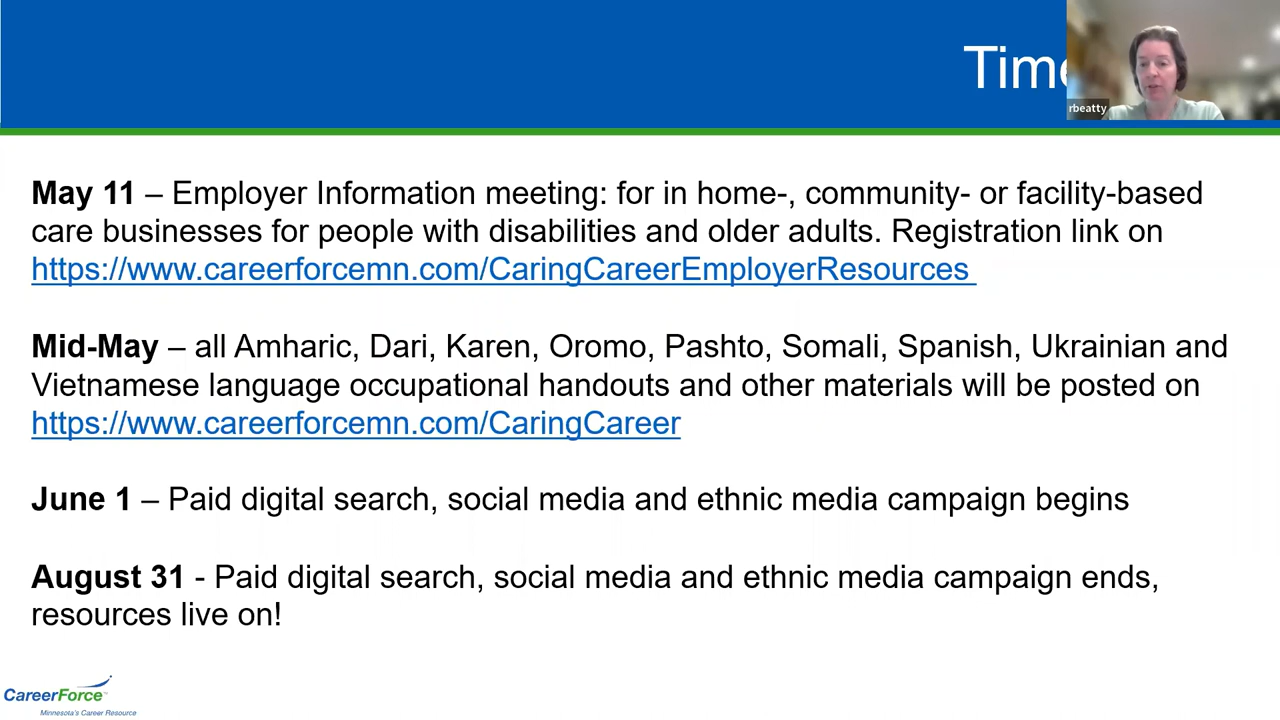 Time
rbeatty
May 11 – Employer Information meeting: for in home-, community- or facility-based
care businesses for people with disabilities and older adults. Registration link on
https://www.careerforcemn.com/CaringCareerEmployerResources
Mid-May – all Amharic, Dari, Karen, Oromo, Pashto, Somali, Spanish, Ukrainian and
Vietnamese language occupational handouts and other materials will be posted on
https://www.careerforcemn.com/CaringCareer
June 1 – Paid digital search, social media and ethnic media campaign begins
August 31 - Paid digital search, social media and ethnic media campaign ends,
resources live on!
CareerForce™
Minnesota's Career Resource